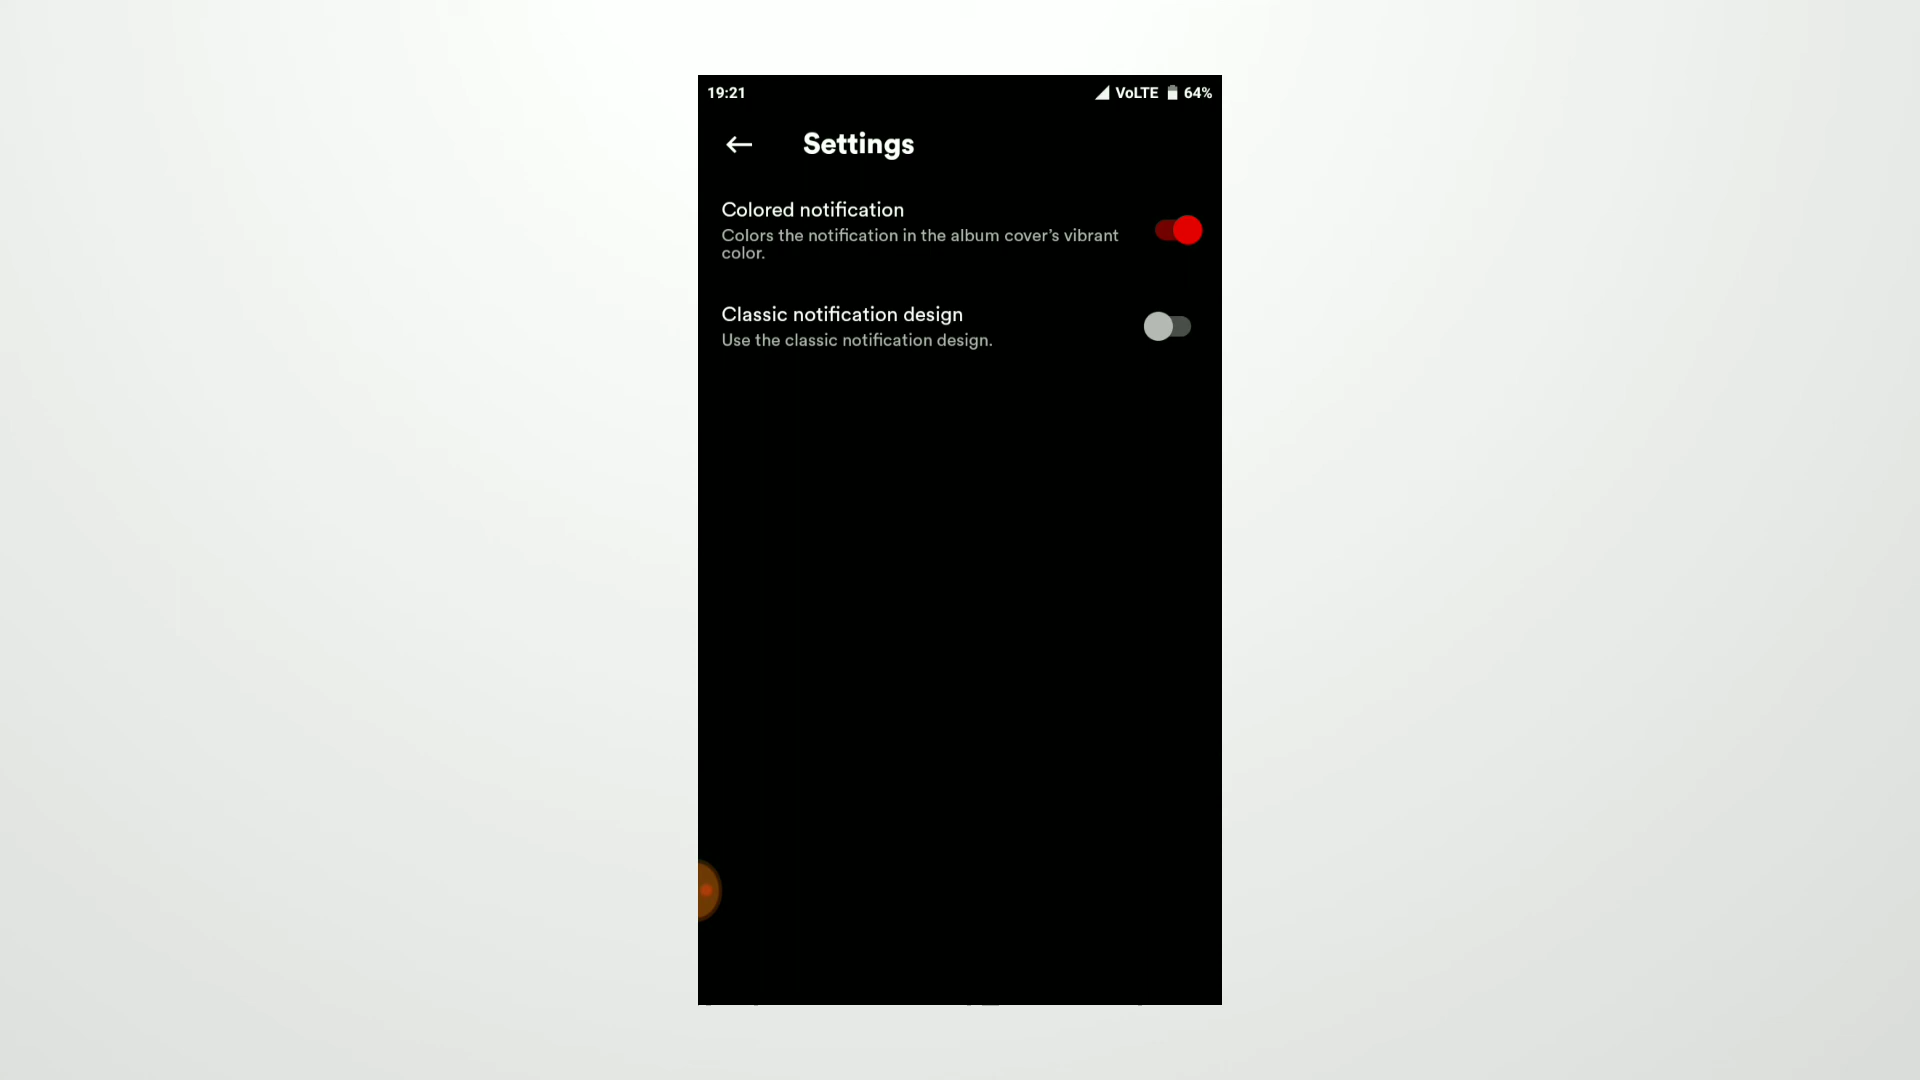 19:21 VoLTE 64%
Settings
Colored notification
Colors the notification in the album cover’s vibrant
color.
Classic notification design
Use the classic notification design.